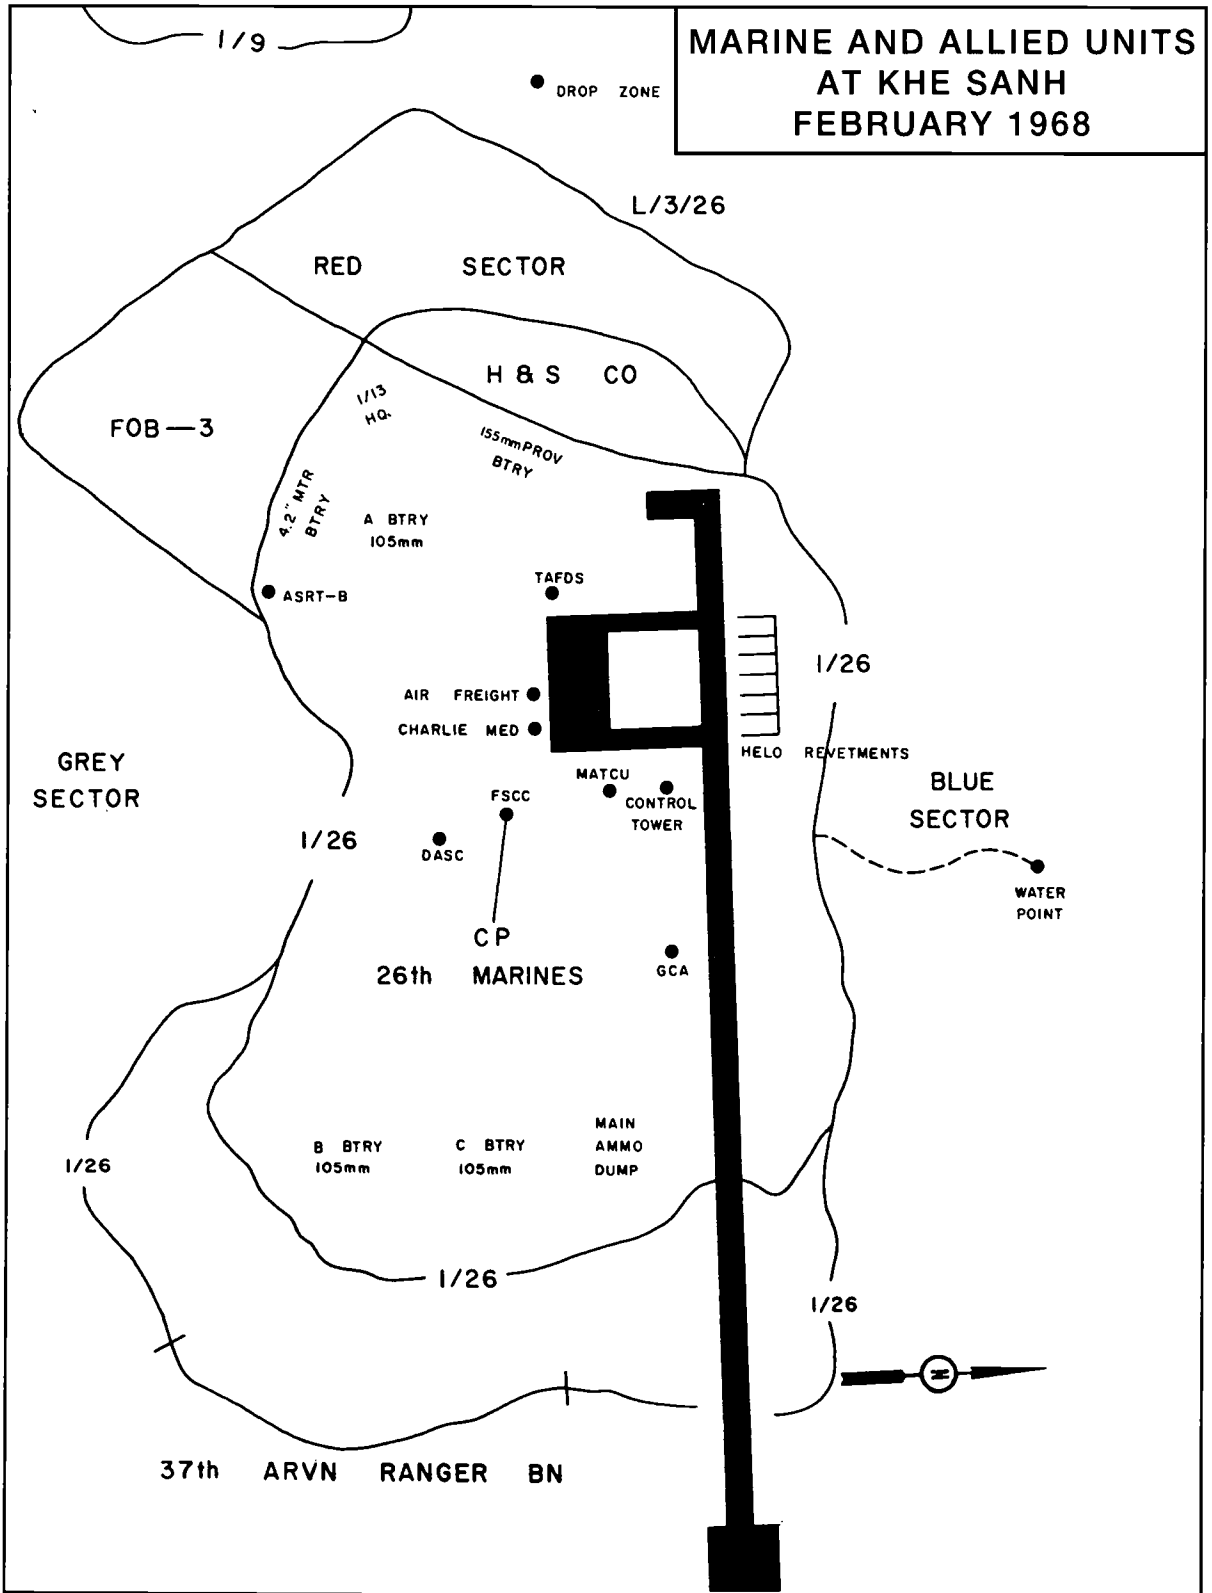 MARINE AND ALLIED UNITS
AT KHE SANH
FEBRUARY 1968
1/9
DROP ZONE
L/3/26
RED SECTOR
H & S CO
FOB—3
1/13
HQ.
155mm PROV
BTRY
4.2" MTR
BTRY
A BTRY
105mm
ASRT-B
TAFDS
1/26
AIR FREIGHT
CHARLIE MED
HELO REVETMENTS
GREY
SECTOR
MATCU
CONTROL
TOWER
FSCC
BLUE
SECTOR
1/26
DASC
WATER
POINT
CP
26th MARINES
GCA
B BTRY
105mm
C BTRY
105mm
MAIN
AMMO
DUMP
1/26
1/26
1/26
N
37th ARVN RANGER BN